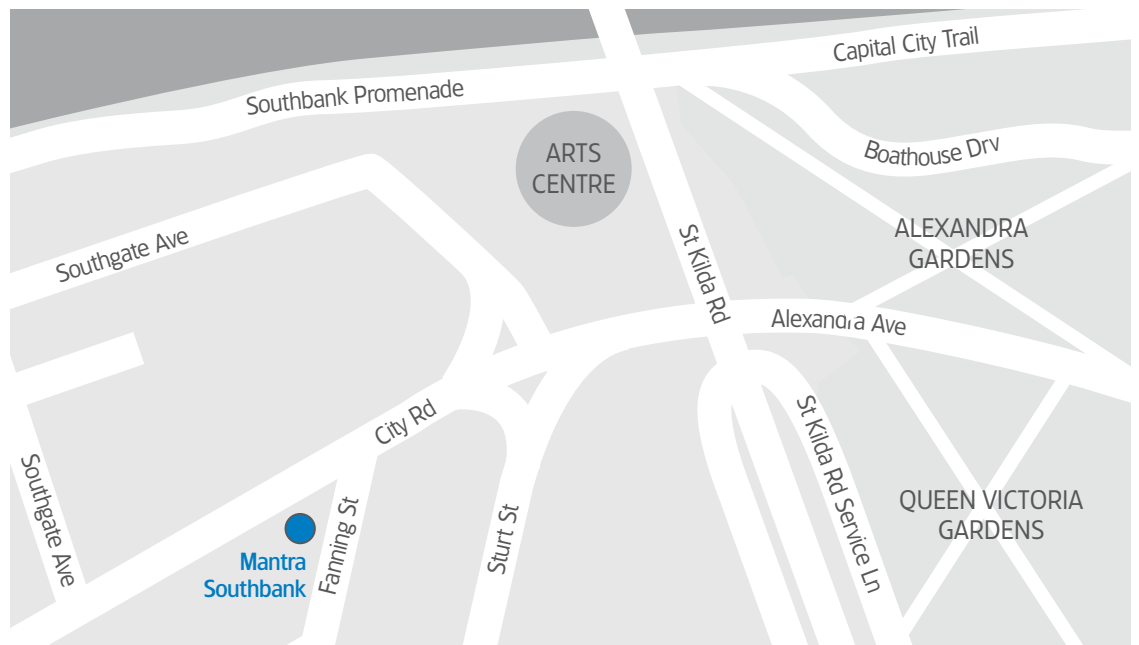 Capital City Trail
Southbank Promenade
ARTS
CENTRE
Boathouse Drv
Southgate Ave
St Kilda Rd
ALEXANDRA
GARDENS
Alexandra Ave
City Rd
St Kilda Rd Service Ln
Southgate Ave
Fanning St
Sturt St
QUEEN VICTORIA
GARDENS
Mantra
Southbank